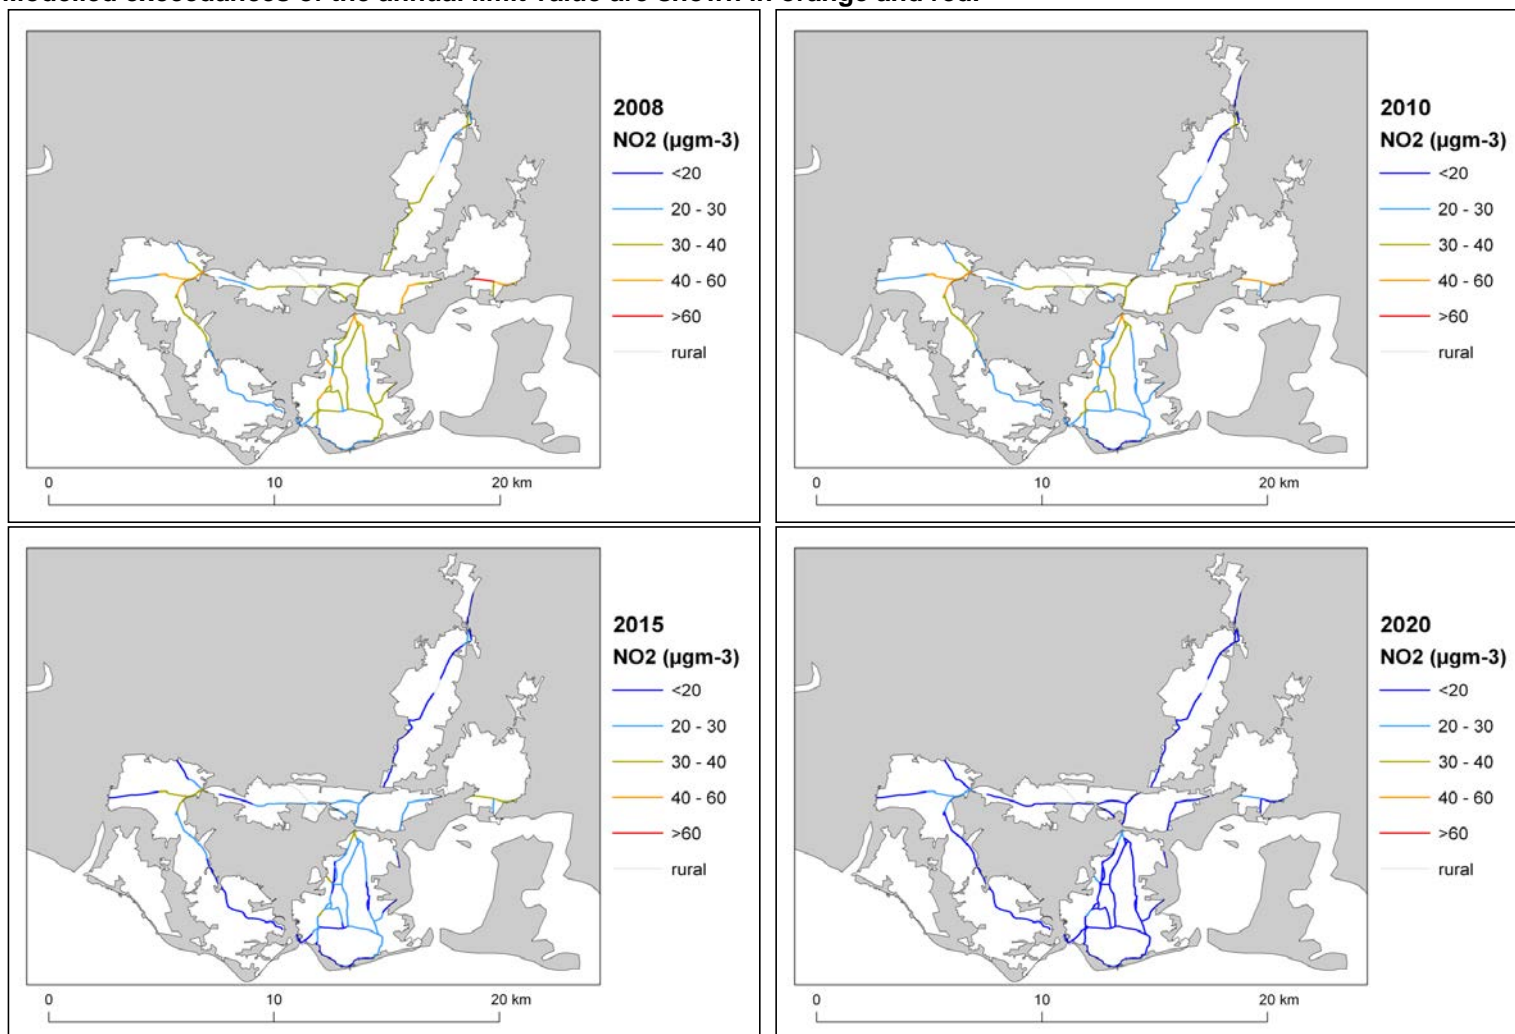 Modelled exceedances of the annual limit value are shown in orange and red.
2008
NO2 (µgm-3)
<20
20 - 30
30 - 40
40 - 60
>60
rural
0 10 20 km
2010
NO2 (µgm-3)
<20
20 - 30
30 - 40
40 - 60
>60
rural
0 10 20 km
2015
NO2 (µgm-3)
<20
20 - 30
30 - 40
40 - 60
>60
rural
0 10 20 km
2020
NO2 (µgm-3)
<20
20 - 30
30 - 40
40 - 60
>60
rural
0 10 20 km